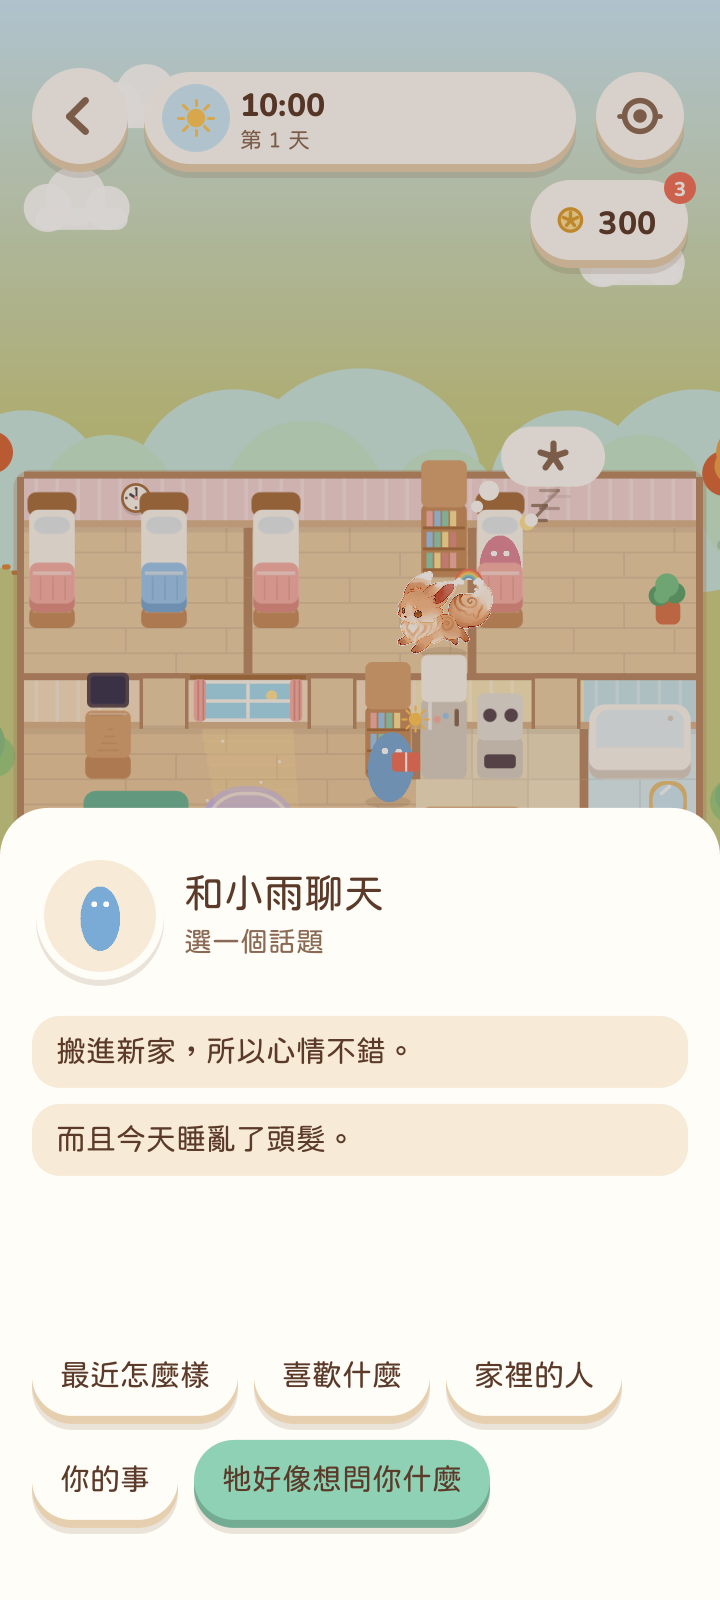 10:00
第 1 天
3
300
和小雨聊天
選一個話題
搬進新家，所以心情不錯。
而且今天睡亂了頭髮。
最近怎麼樣
喜歡什麼
家裡的人
你的事
牠好像想問你什麼